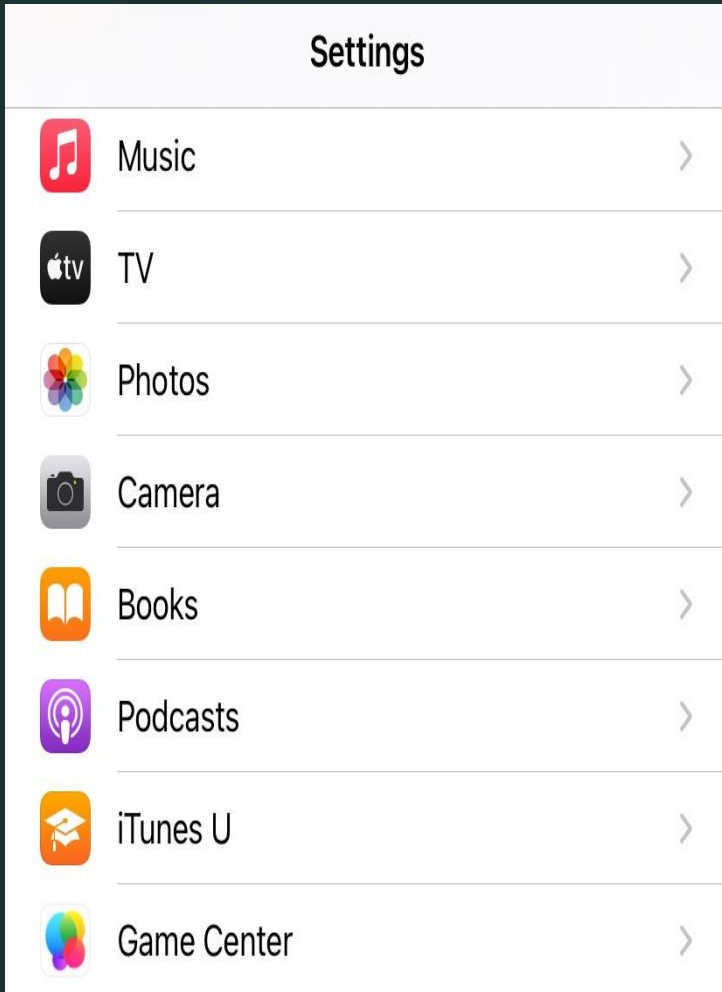 Settings
Music
tv
TV
Photos
Camera
Books
Podcasts
iTunes U
Game Center